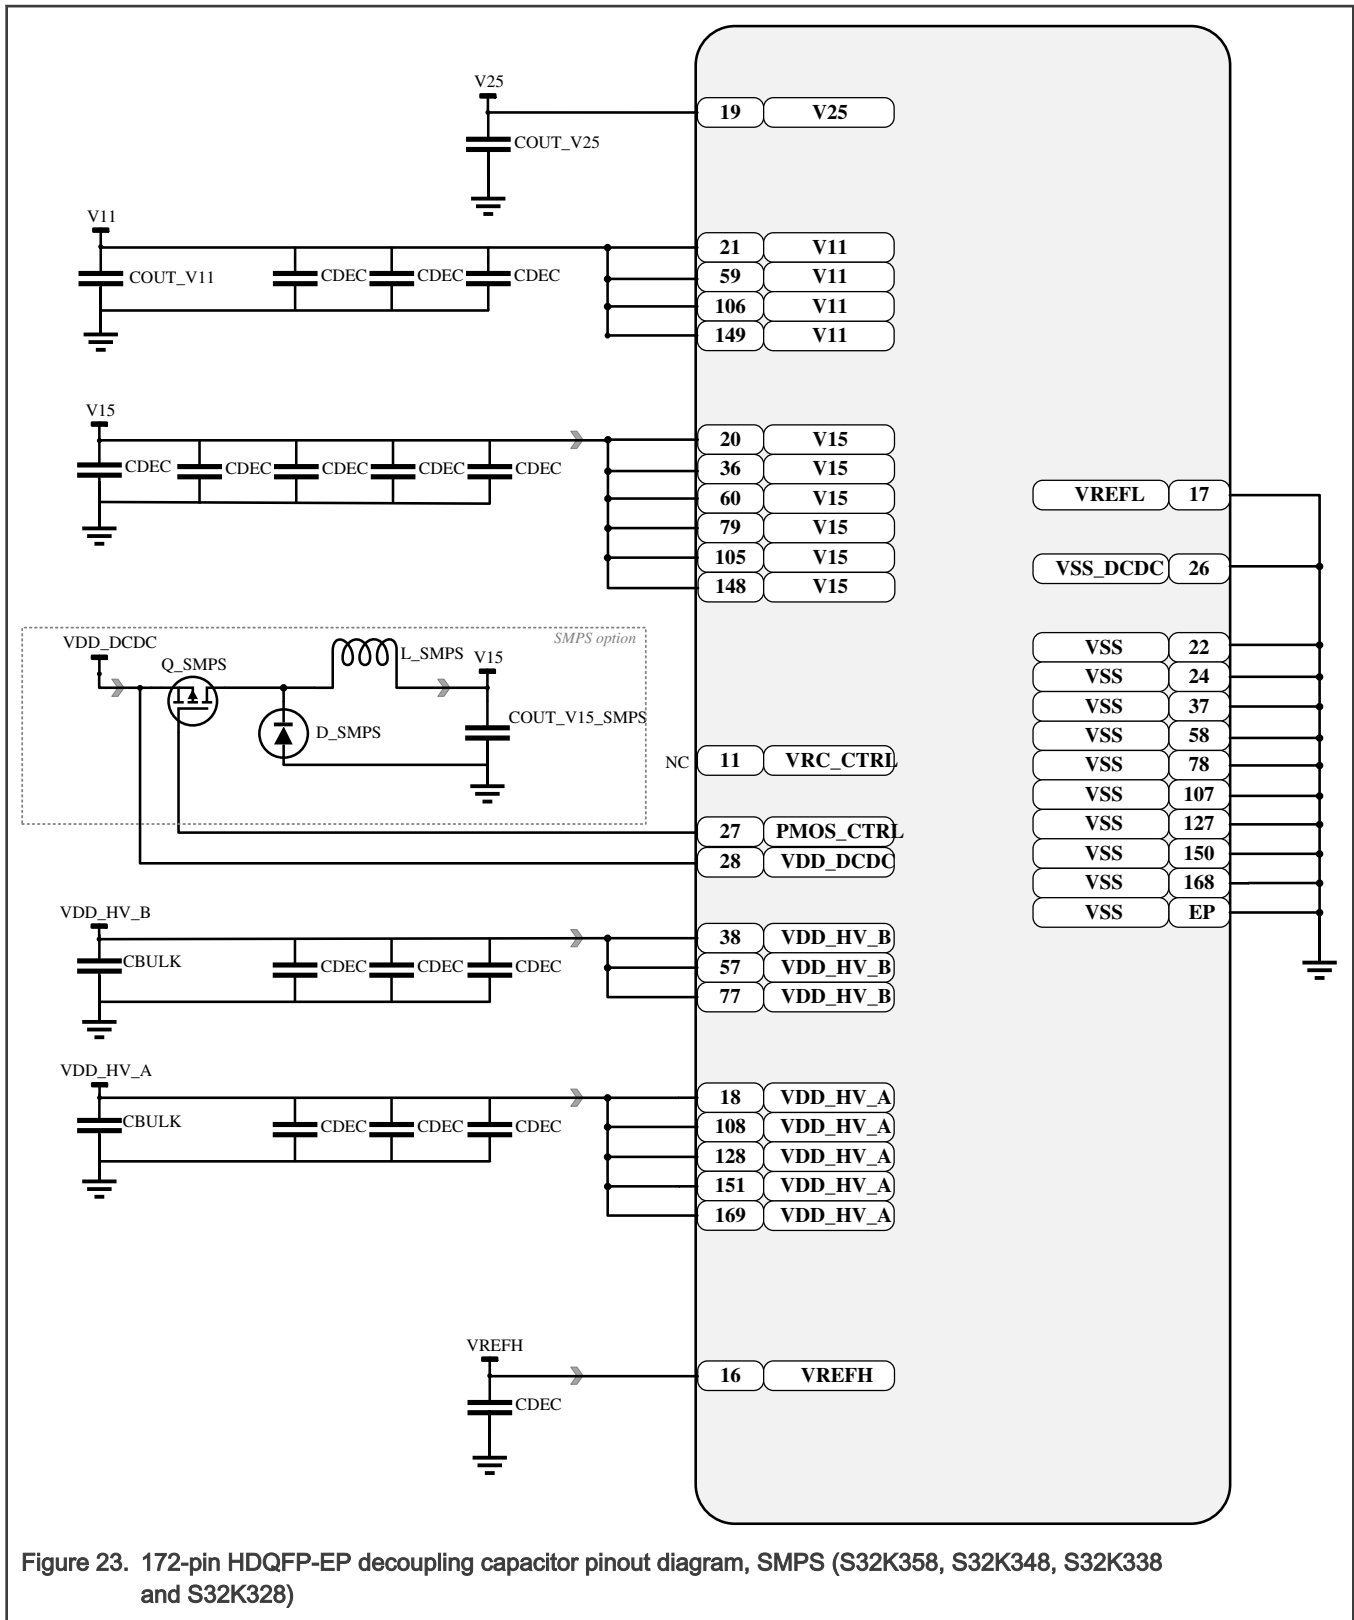 V25
19 V25
COUT_V25
V11
21 V11
COUT_V11 CDEC CDEC CDEC
59 V11
106 V11
149 V11
V15
20 V15
CDEC CDEC CDEC CDEC CDEC
36 V15
60 V15
79 V15
105 V15
148 V15
VREFL 17
VSS_DCDC 26
SMPS option
VDD_DCDC
Q_SMPS
L_SMPS
V15
D_SMPS
COUT_V15_SMPS
NC 11 VRC_CTRL
27 PMOS_CTRL
28 VDD_DCDC
VSS 22
VSS 24
VSS 37
VSS 58
VSS 78
VSS 107
VSS 127
VSS 150
VSS 168
VSS EP
VDD_HV_B
38 VDD_HV_B
CBULK CDEC CDEC CDEC
57 VDD_HV_B
77 VDD_HV_B
VDD_HV_A
18 VDD_HV_A
CBULK CDEC CDEC CDEC
108 VDD_HV_A
128 VDD_HV_A
151 VDD_HV_A
169 VDD_HV_A
VREFH
16 VREFH
CDEC
Figure 23. 172-pin HDQFP-EP decoupling capacitor pinout diagram, SMPS (S32K358, S32K348, S32K338
and S32K328)